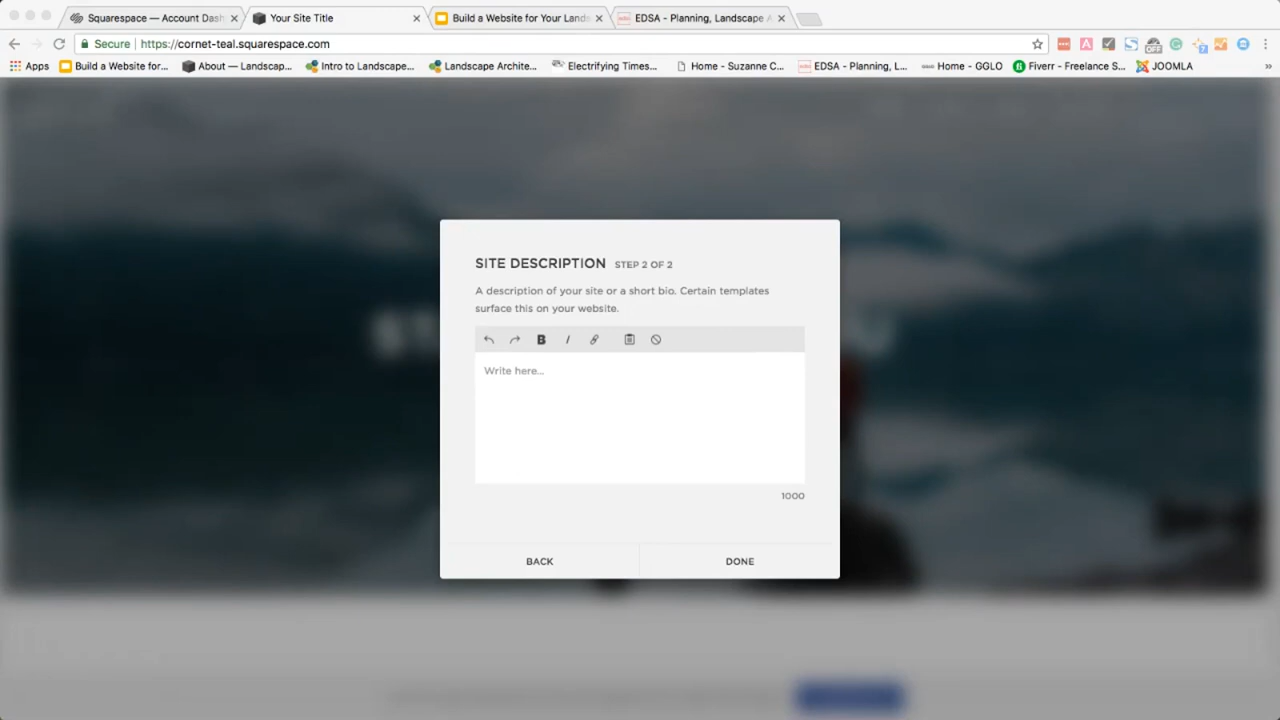 Squarespace — Account Dash
Your Site Title
Build a Website for Your Lands
EDSA - Planning, Landscape A
Secure
https://cornet-teal.squarespace.com
OFF
7
Apps
Build a Website for...
About — Landscap...
Intro to Landscape...
Landscape Archite...
Electrifying Times...
Home - Suzanne C...
EDSA - Planning, L...
Home - GGLO
Fiverr - Freelance S...
JOOMLA
»
SITE DESCRIPTION STEP 2 OF 2
A description of your site or a short bio. Certain templates
surface this on your website.
B I
Write here...
1000
BACK
DONE